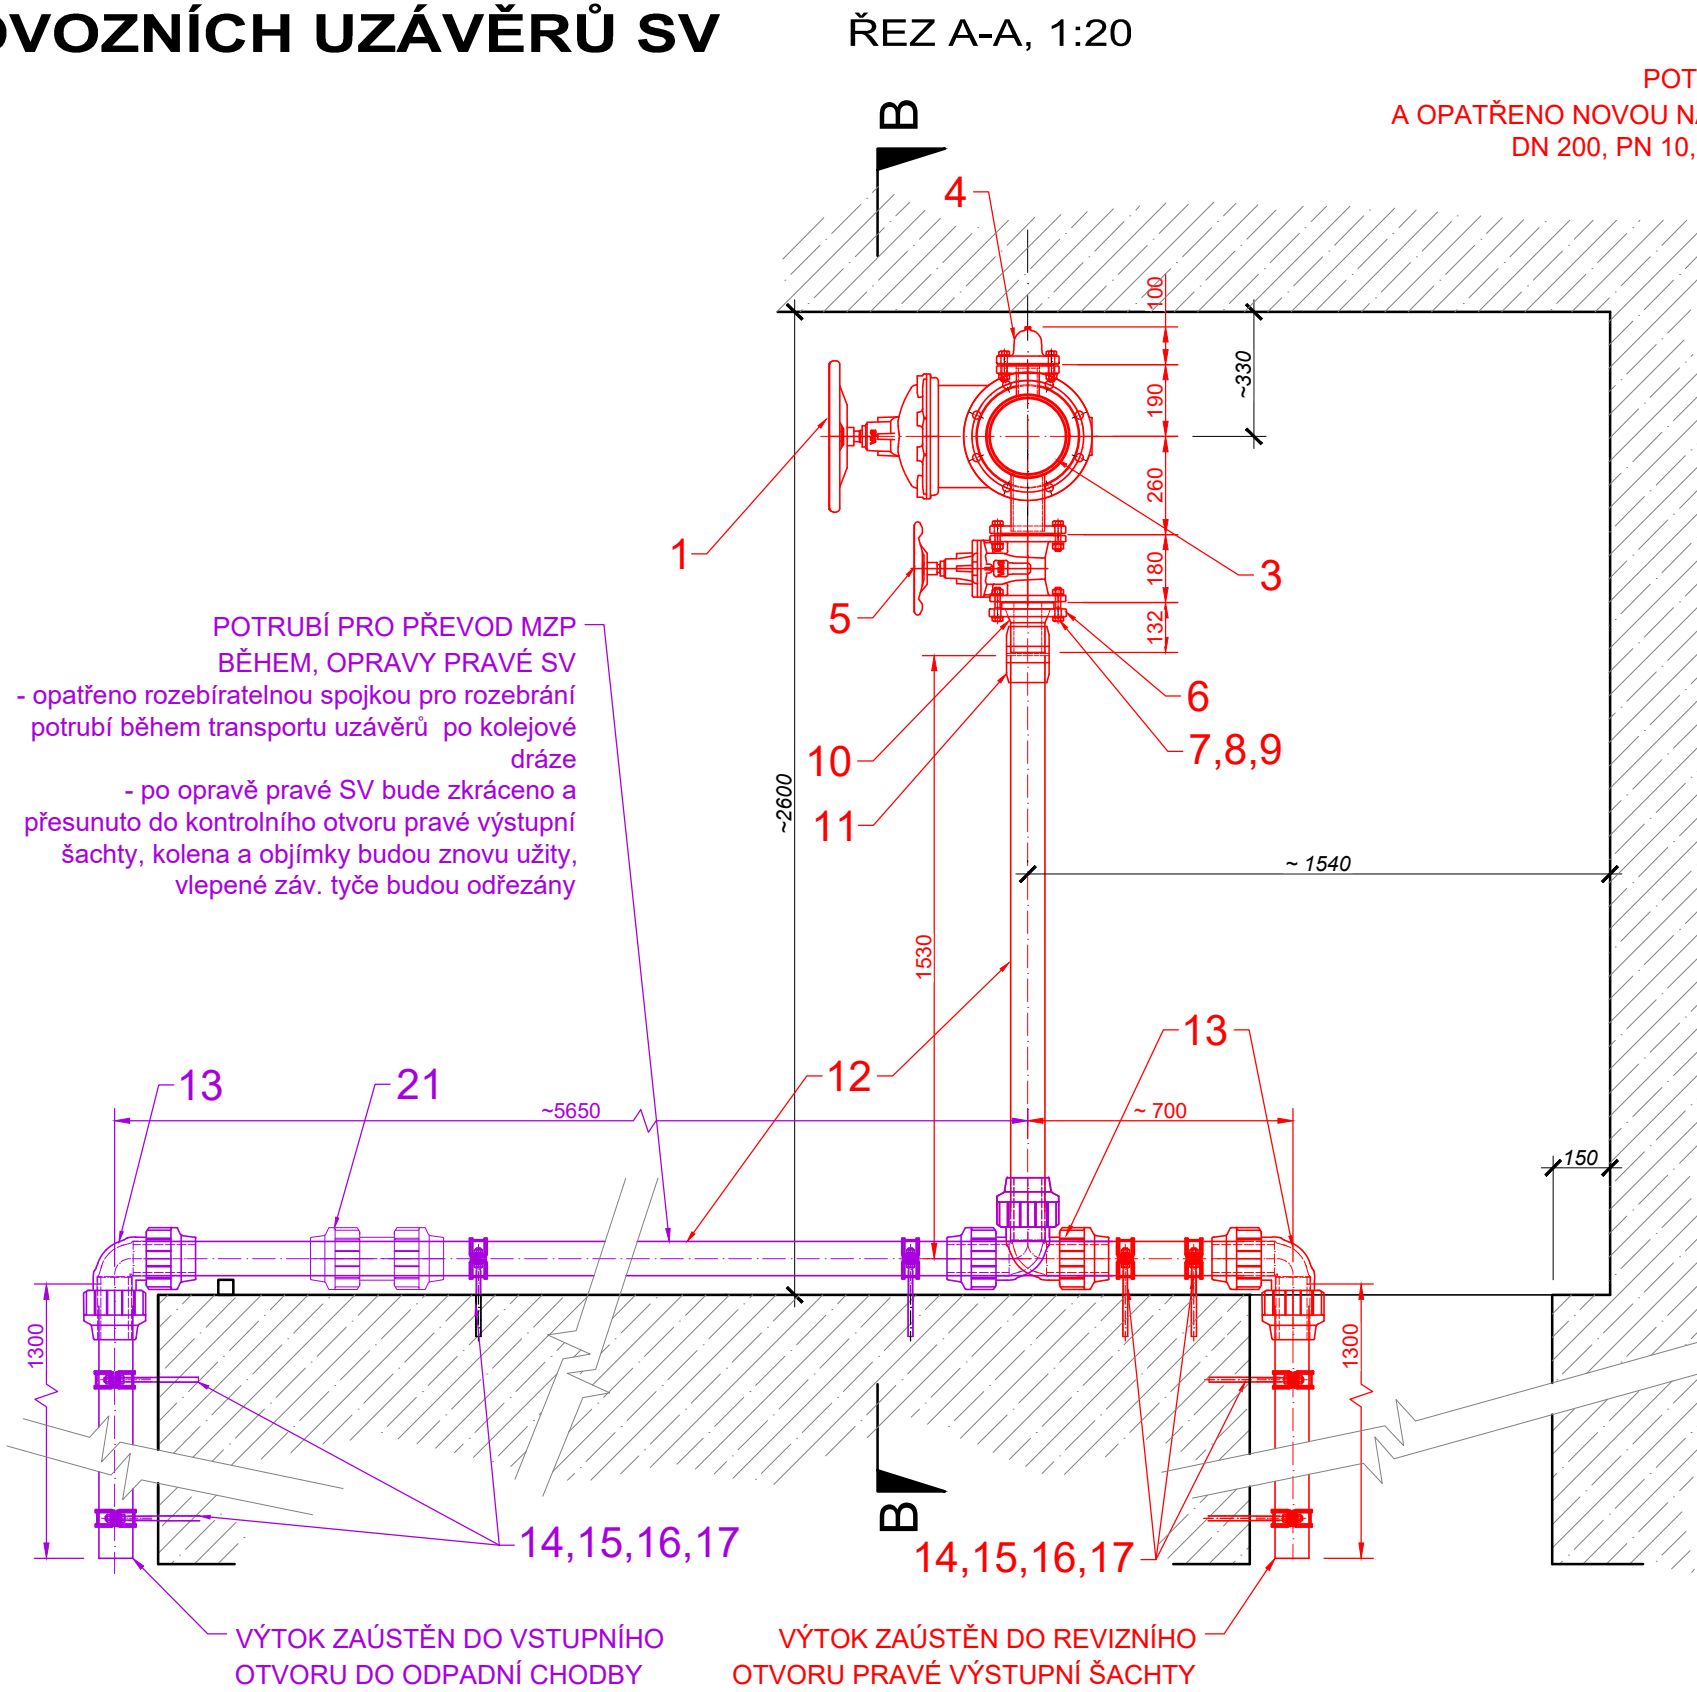 OVOZNÍCH UZÁVĚRŮ SV
ŘEZ A-A, 1:20
POT
A OPATŘENO NOVOU NÁ
DN 200, PN 10,
B
4
100
~330
190
260
1
180
3
5
132
POTRUBÍ PRO PŘEVOD MZP
BĚHEM, OPRAVY PRAVÉ SV
- opatřeno rozebíratelnou spojkou pro rozebrání
potrubí během transportu uzávěrů po kolejové
dráze
- po opravě pravé SV bude zkráceno a
přesunuto do kontrolního otvoru pravé výstupní
šachty, kolena a objímky budou znovu užity,
vlepené záv. tyče budou odřezány
6
10
7,8,9
~2600
11
~ 1540
1530
13
12
13
21
~5650
~ 700
150
1300
1300
B
14,15,16,17
14,15,16,17
VÝTOK ZAÚSTĚN DO VSTUPNÍHO
OTVORU DO ODPADNÍ CHODBY
VÝTOK ZAÚSTĚN DO REVIZNÍHO
OTVORU PRAVÉ VÝSTUPNÍ ŠACHTY